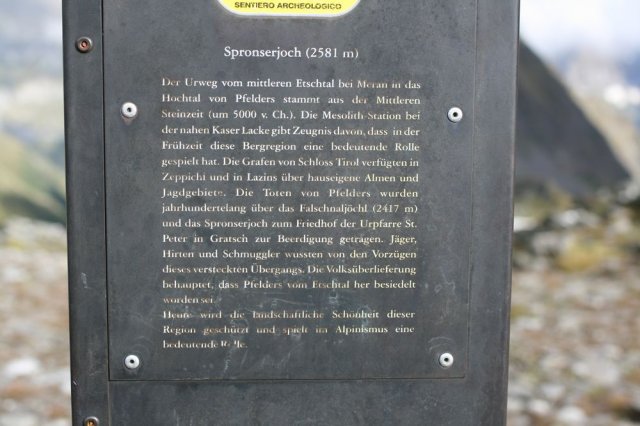 SENTIERO ARCHEOLOGICO
Spronserjoch (2581 m)
Der Urweg vom mittleren Etschtal bei Meran in das
Hochtal von Pfelders stammt aus der Mittleren
Steinzeit (um 5000 v. Ch.). Die Mesolith-Station bei
der nahen Kaser Lacke gibt Zeugnis davon, dass in der
Frühzeit diese Bergregion eine bedeutende Rolle
gespielt hat. Die Grafen von Schloss Tirol verfügten in
Zeppichl und in Lazins über hauseigene Almen und
Jagdgebiete. Die Toten von Pfelders wurden
jahrhundertelang über das Falschnaljöchl (2417 m)
und das Spronserjoch zum Friedhof der Urpfarre St.
Peter in Gratsch zur Beerdigung getragen. Jäger,
Hirten und Schmuggler wussten von den Vorzügen
dieses versteckten Übergangs. Die Volksüberlieferung
behauptet, dass Pfelders vom Etschtal her besiedelt
worden sei.
Heute wird die landschaftliche Schönheit dieser
Region geschützt und spielt im Alpinismus eine
bedeutende Rolle.